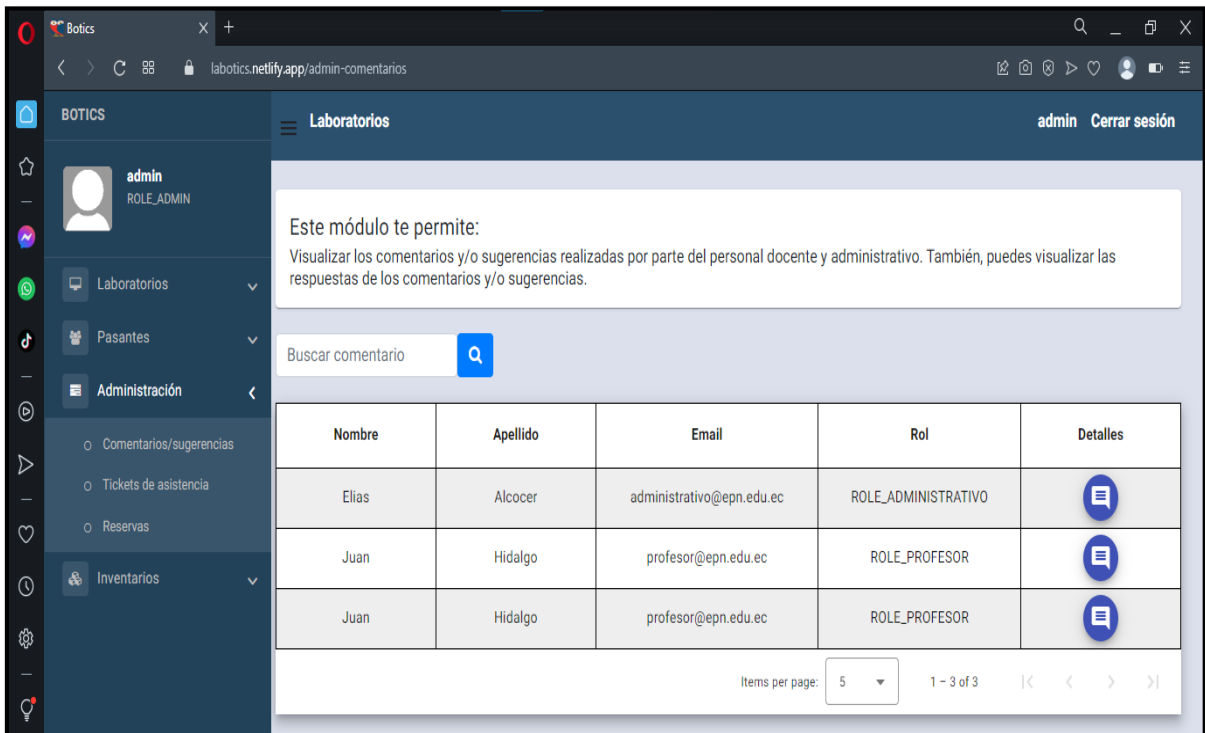 Botics
labotics.netlify.app/admin-comentarios
BOTICS
Laboratorios
admin Cerrar sesión
admin
ROLE_ADMIN
Este módulo te permite:
Visualizar los comentarios y/o sugerencias realizadas por parte del personal docente y administrativo. También, puedes visualizar las
respuestas de los comentarios y/o sugerencias.
Laboratorios
Pasantes
Administración
Comentarios/sugerencias
Tickets de asistencia
Reservas
Inventarios
Buscar comentario
Nombre Apellido Email Rol Detalles
Elias Alcocer administrativo@epn.edu.ec ROLE_ADMINISTRATIVO
Juan Hidalgo profesor@epn.edu.ec ROLE_PROFESOR
Juan Hidalgo profesor@epn.edu.ec ROLE_PROFESOR
Items per page: 5 1 – 3 of 3